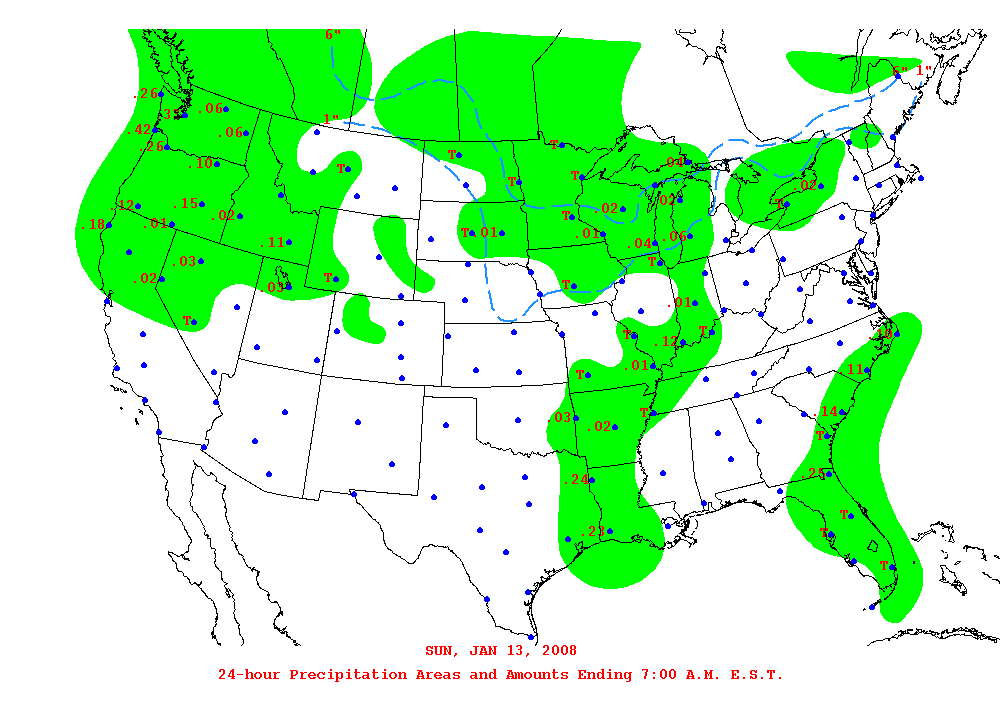 6"
6" 1"
.26
.06
.3
1"
.42
.06
.26
T
T
.10
T
.04
T
T
.02
.12
.15
.02
.02
T
.18
.01
.02
T
T
.01
.01
.11
.04
.06
.03
T
.02
T
T
.03
.01
T
T
T
.10
.12
T
.01
.11
.03
T
.14
.02
T
.24
.25
T
.23
T
T
SUN, JAN 13, 2008
24-hour Precipitation Areas and Amounts Ending 7:00 A.M. E.S.T.